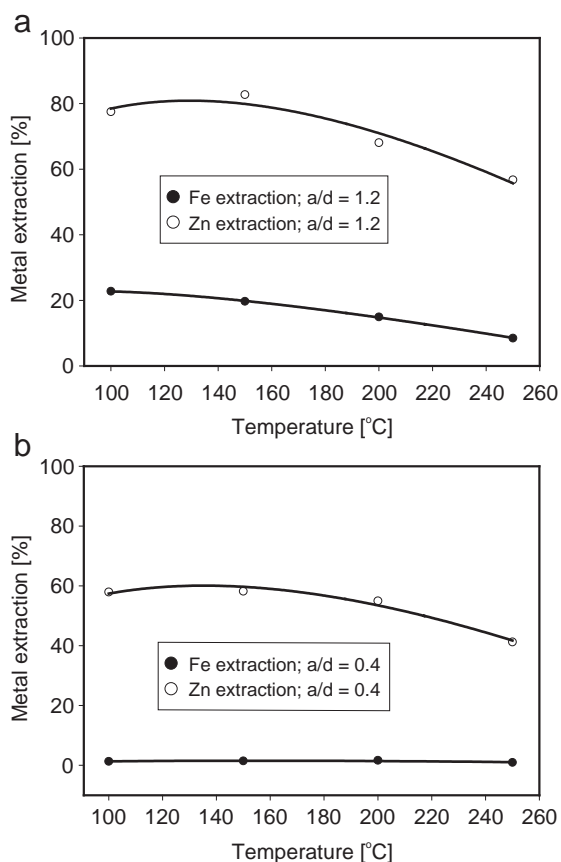 a
100
80
60
40
20
0
Metal extraction [%]
Fe extraction; a/d = 1.2
Zn extraction; a/d = 1.2
100 120 140 160 180 200 220 240 260
Temperature [°C]
b
100
80
60
40
20
0
Metal extraction [%]
Fe extraction; a/d = 0.4
Zn extraction; a/d = 0.4
100 120 140 160 180 200 220 240 260
Temperature [°C]